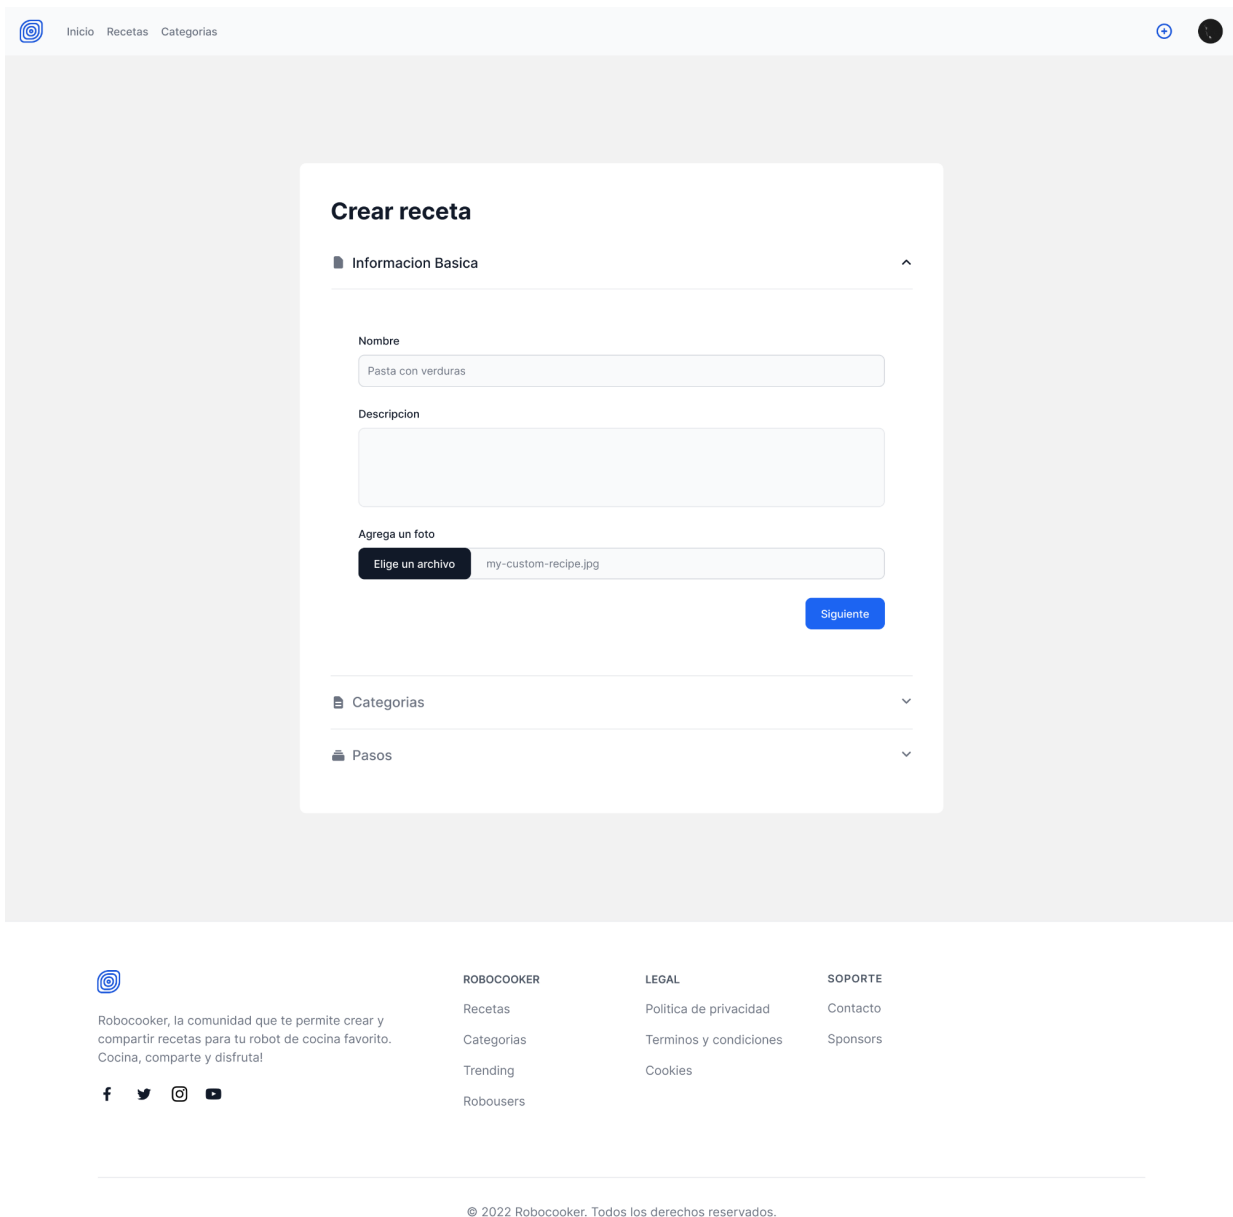 Inicio Recetas Categorias
Crear receta
Informacion Basica
Nombre
Pasta con verduras
Descripcion
Agrega un foto
Elige un archivo my-custom-recipe.jpg
Siguiente
Categorias
Pasos
Robocooker, la comunidad que te permite crear y
compartir recetas para tu robot de cocina favorito.
Cocina, comparte y disfruta!
ROBOCOOKER
Recetas
Categorias
Trending
Robousers
LEGAL
Politica de privacidad
Terminos y condiciones
Cookies
SOPORTE
Contacto
Sponsors
© 2022 Robocooker. Todos los derechos reservados.